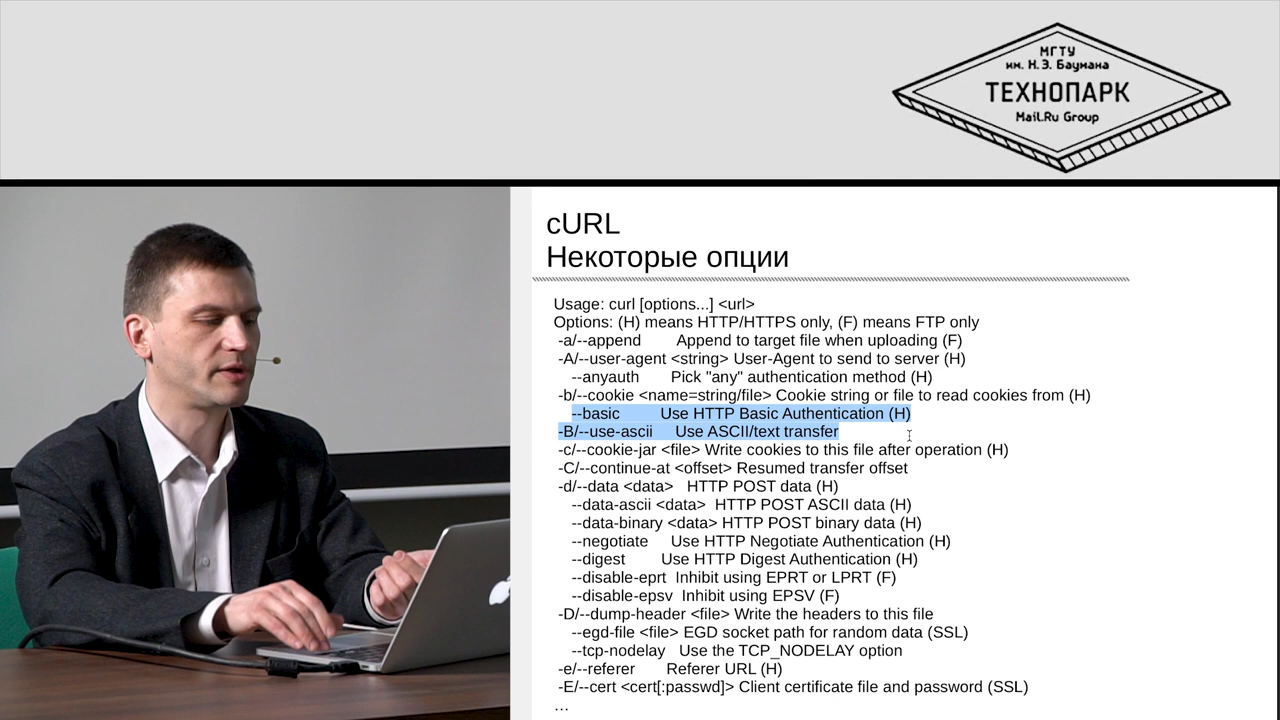 МГТУ
им. Н.Э. Баумана
ТЕХНОПАРК
Mail.Ru Group
cURL
Некоторые опции
Usage: curl [options...] <url>
Options: (H) means HTTP/HTTPS only, (F) means FTP only
-a/--append Append to target file when uploading (F)
-A/--user-agent <string> User-Agent to send to server (H)
--anyauth Pick "any" authentication method (H)
-b/--cookie <name=string/file> Cookie string or file to read cookies from (H)
--basic Use HTTP Basic Authentication (H)
-B/--use-ascii Use ASCII/text transfer
-c/--cookie-jar <file> Write cookies to this file after operation (H)
-C/--continue-at <offset> Resumed transfer offset
-d/--data <data> HTTP POST data (H)
--data-ascii <data> HTTP POST ASCII data (H)
--data-binary <data> HTTP POST binary data (H)
--negotiate Use HTTP Negotiate Authentication (H)
--digest Use HTTP Digest Authentication (H)
--disable-eprt Inhibit using EPRT or LPRT (F)
--disable-epsv Inhibit using EPSV (F)
-D/--dump-header <file> Write the headers to this file
--egd-file <file> EGD socket path for random data (SSL)
--tcp-nodelay Use the TCP_NODELAY option
-e/--referer Referer URL (H)
-E/--cert <cert[:passwd]> Client certificate file and password (SSL)
...